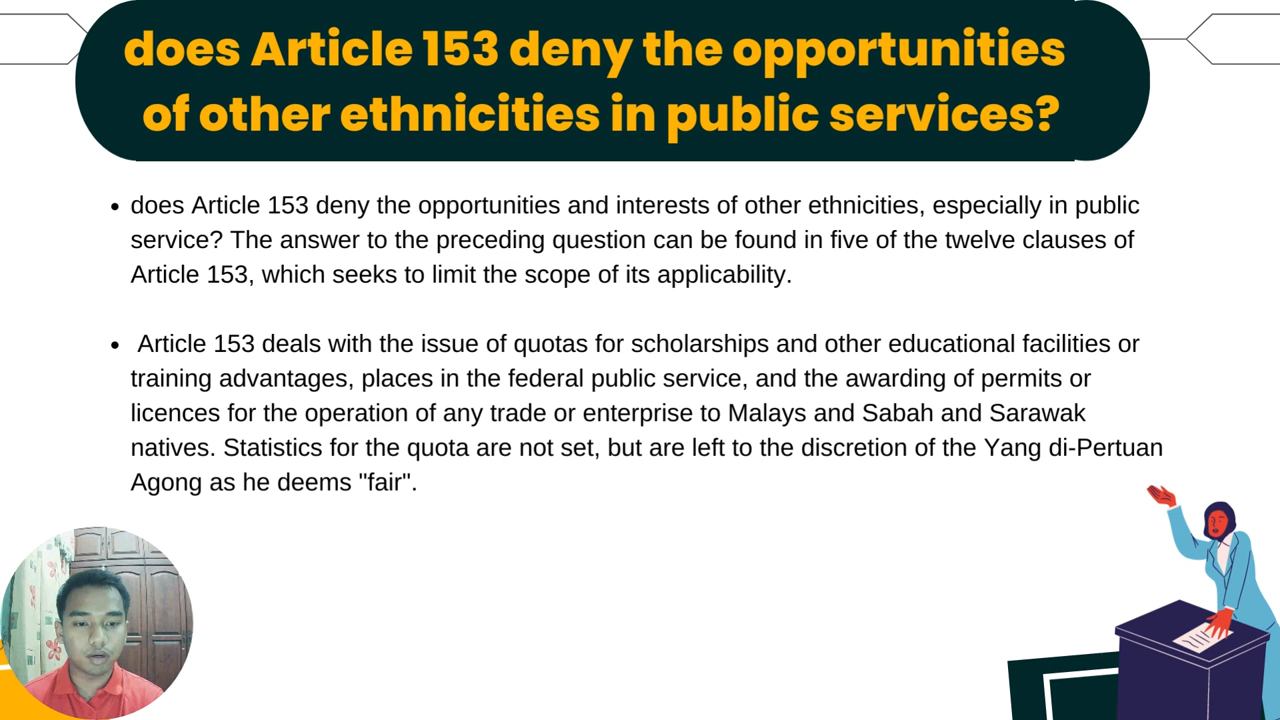 does Article 153 deny the opportunities
of other ethnicities in public services?
• does Article 153 deny the opportunities and interests of other ethnicities, especially in public
service? The answer to the preceding question can be found in five of the twelve clauses of
Article 153, which seeks to limit the scope of its applicability.
• Article 153 deals with the issue of quotas for scholarships and other educational facilities or
training advantages, places in the federal public service, and the awarding of permits or
licences for the operation of any trade or enterprise to Malays and Sabah and Sarawak
natives. Statistics for the quota are not set, but are left to the discretion of the Yang di-Pertuan
Agong as he deems "fair".